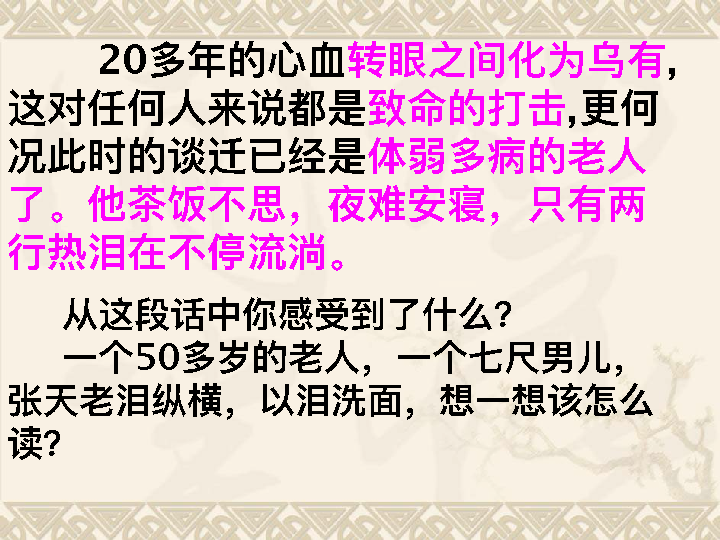 20多年的心血转眼之间化为乌有,
这对任何人来说都是致命的打击,更何
况此时的谈迁已经是体弱多病的老人
了。他茶饭不思，夜难安寝，只有两
行热泪在不停流淌。
从这段话中你感受到了什么?
一个50多岁的老人，一个七尺男儿，
张天老泪纵横，以泪洗面，想一想该怎么
读?